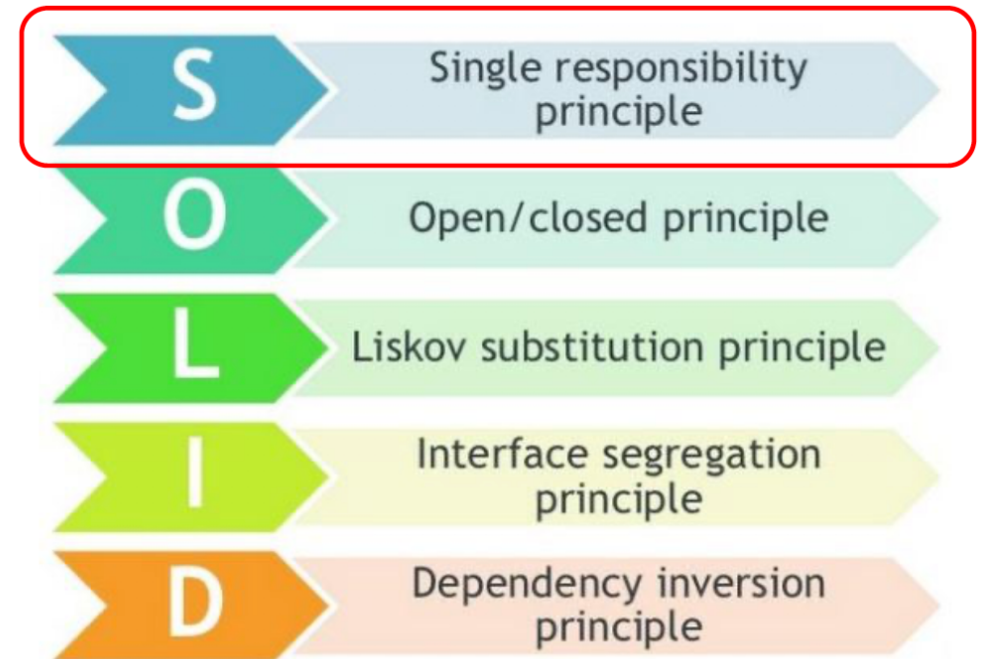 S
Single responsibility
principle
O
Open/closed principle
L
Liskov substitution principle
I
Interface segregation
principle
D
Dependency inversion
principle